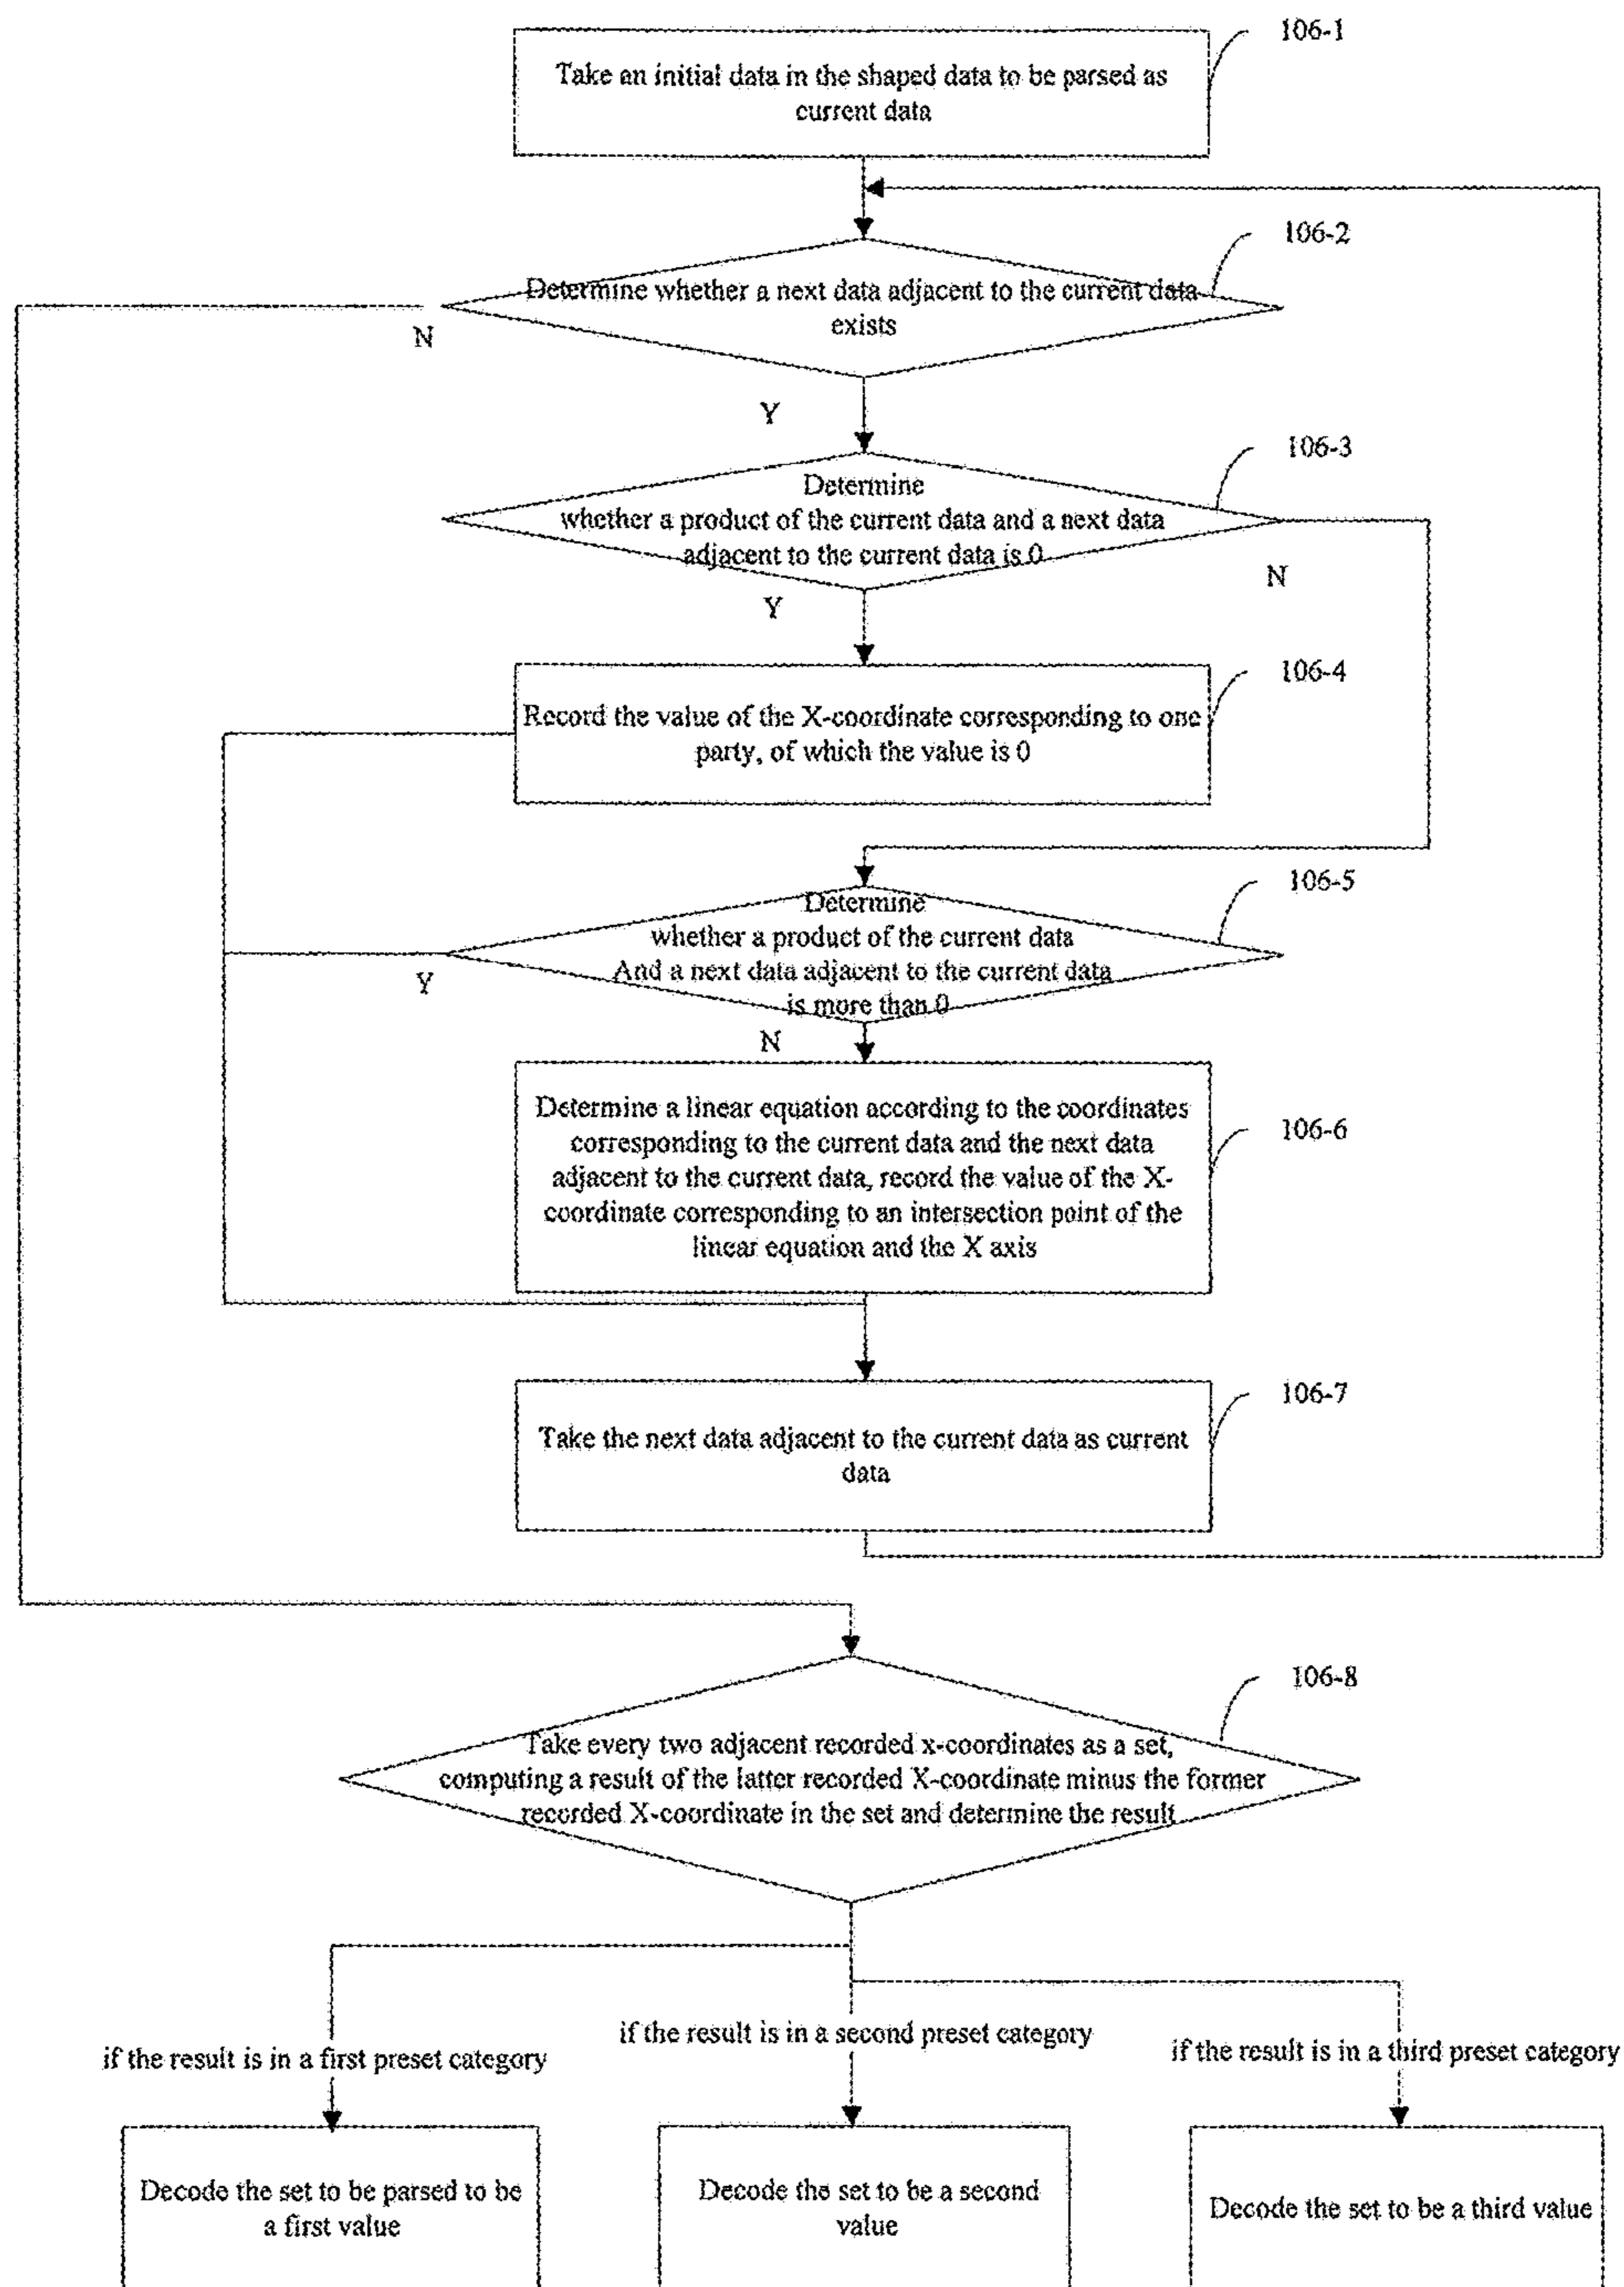 106-1
Take an initial data in the shaped data to be parsed as
current data
106-2
Determine whether a next data adjacent to the current data
exists
N
Y
106-3
Determine
whether a product of the current data and a next data
adjacent to the current data is 0
N
Y
106-4
Record the value of the X-coordinate corresponding to one
party, of which the value is 0
106-5
Determine
whether a product of the current data
And a next data adjacent to the current data
is more than 0
Y
N
Determine a linear equation according to the coordinates
corresponding to the current data and the next data
adjacent to the current data, record the value of the X-
coordinate corresponding to an intersection point of the
linear equation and the X axis
106-6
106-7
Take the next data adjacent to the current data as current
data
106-8
Take every two adjacent recorded x-coordinates as a set,
computing a result of the latter recorded X-coordinate minus the former
recorded X-coordinate in the set and determine the result
if the result is in a first preset category
if the result is in a second preset category
if the result is in a third preset category
Decode the set to be parsed to be
a first value
Decode the set to be a second
value
Decode the set to be a third value